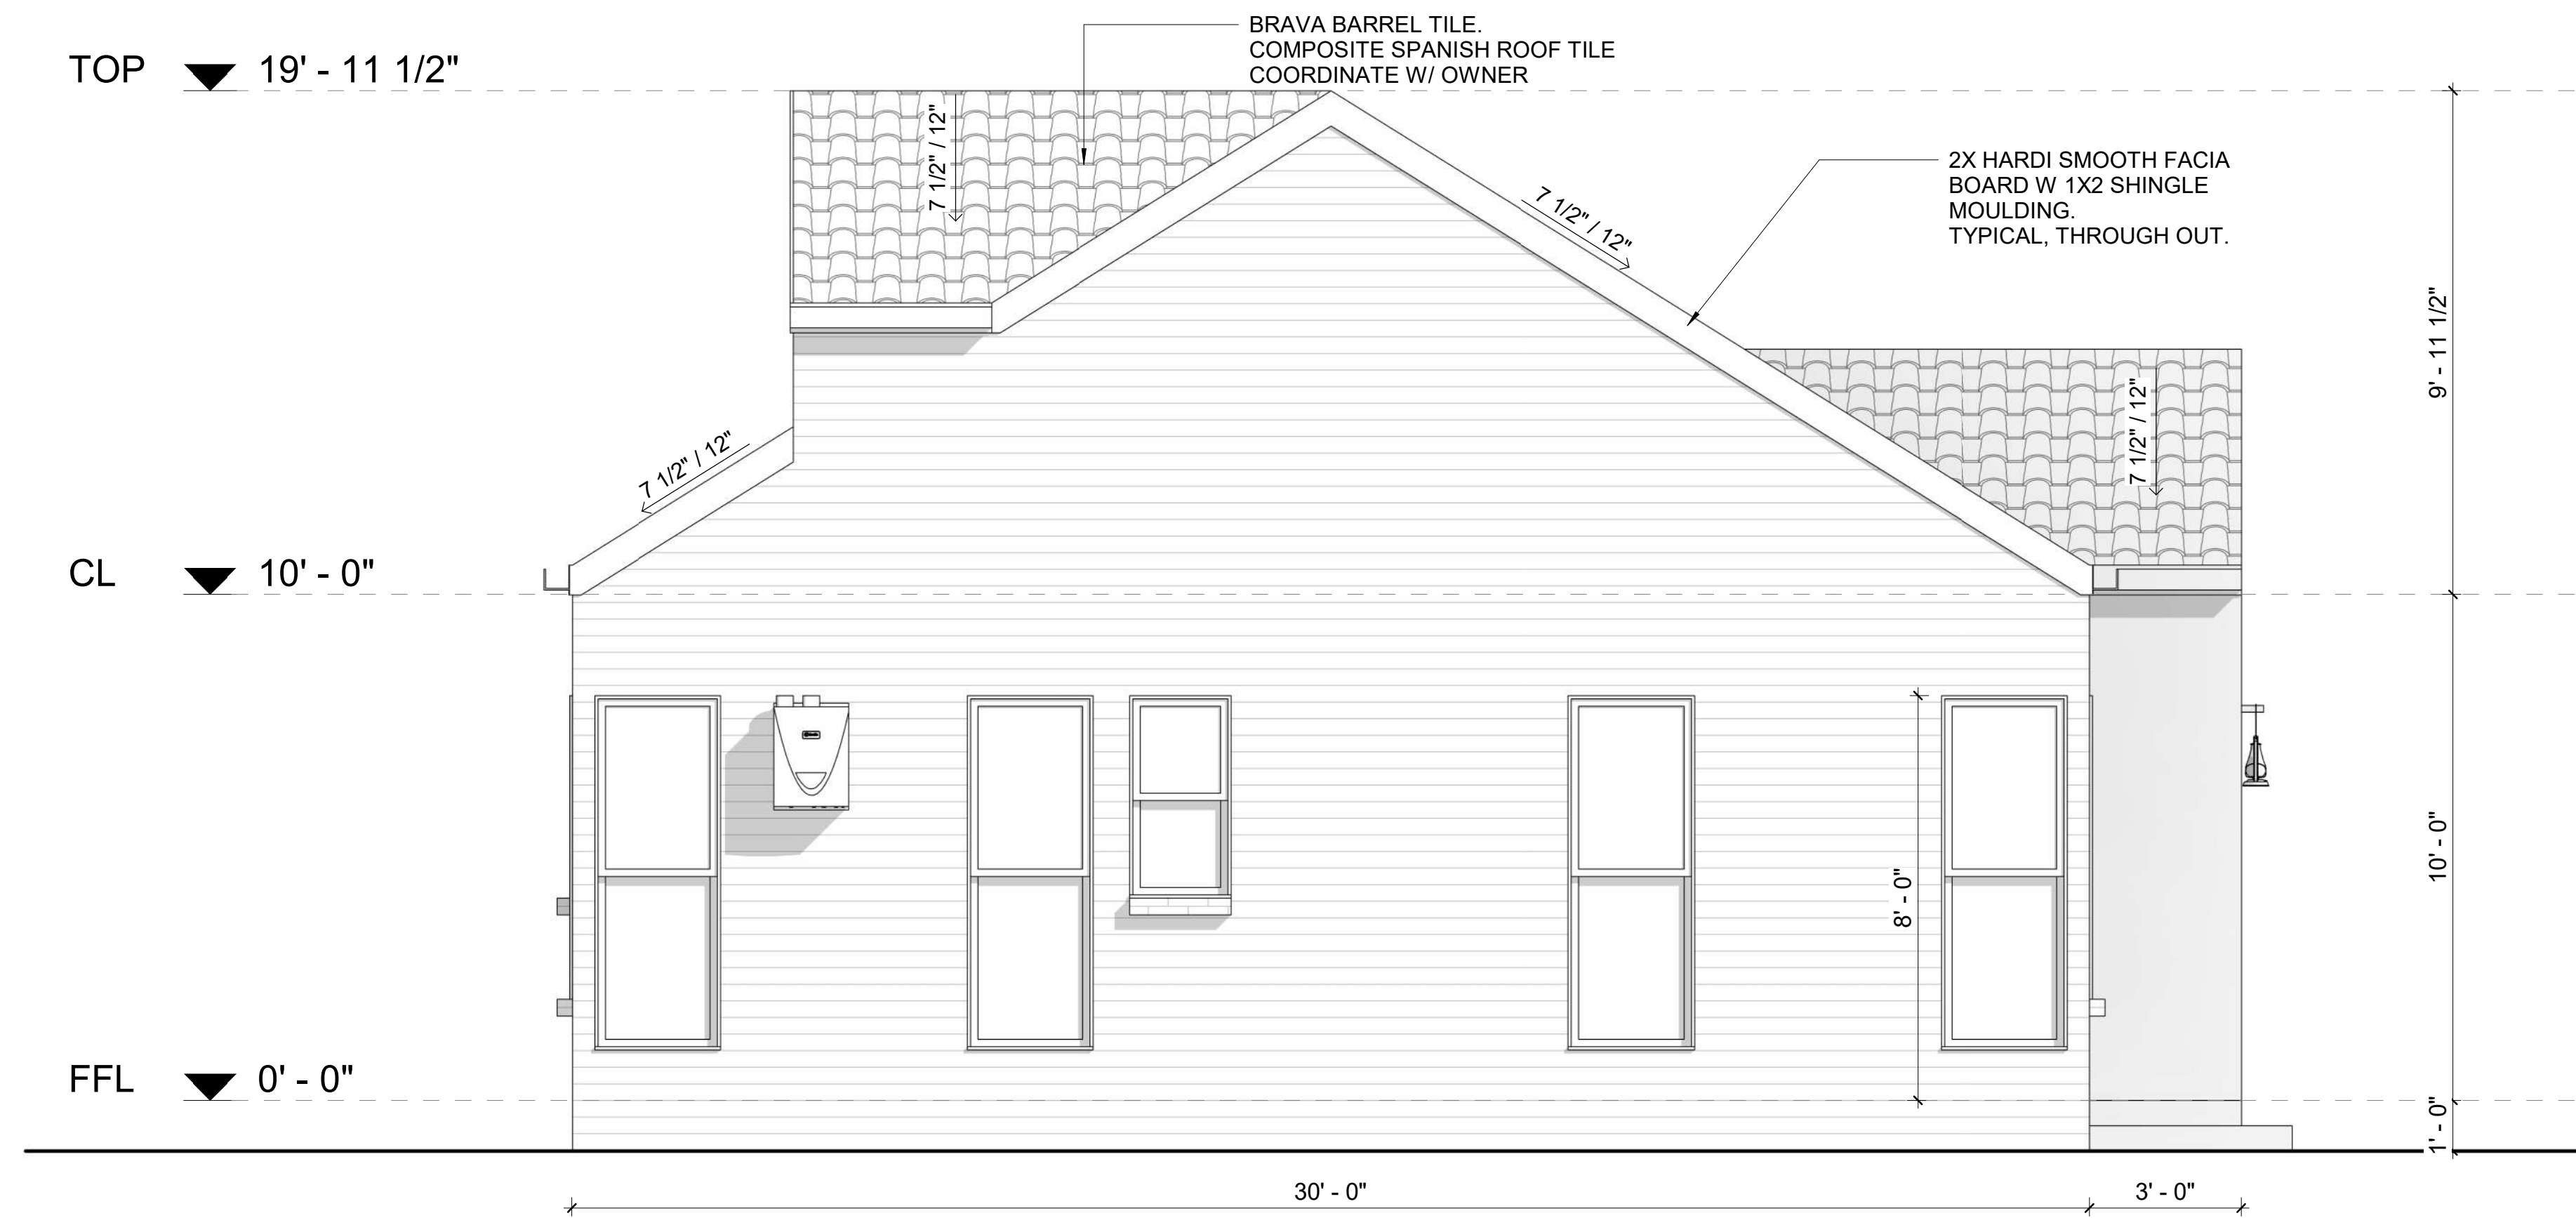 BRAVA BARREL TILE.
COMPOSITE SPANISH ROOF TILE
COORDINATE W/ OWNER
TOP 19' - 11 1/2"
7 1/2" / 12"
2X HARDI SMOOTH FACIA
BOARD W 1X2 SHINGLE
MOULDING.
TYPICAL, THROUGH OUT.
7 1/2" / 12"
9' - 11 1/2"
7 1/2" / 12"
7 1/2" / 12"
CL 10' - 0"
10' - 0"
8' - 0"
FFL 0' - 0"
1' - 0"
30' - 0"
3' - 0"